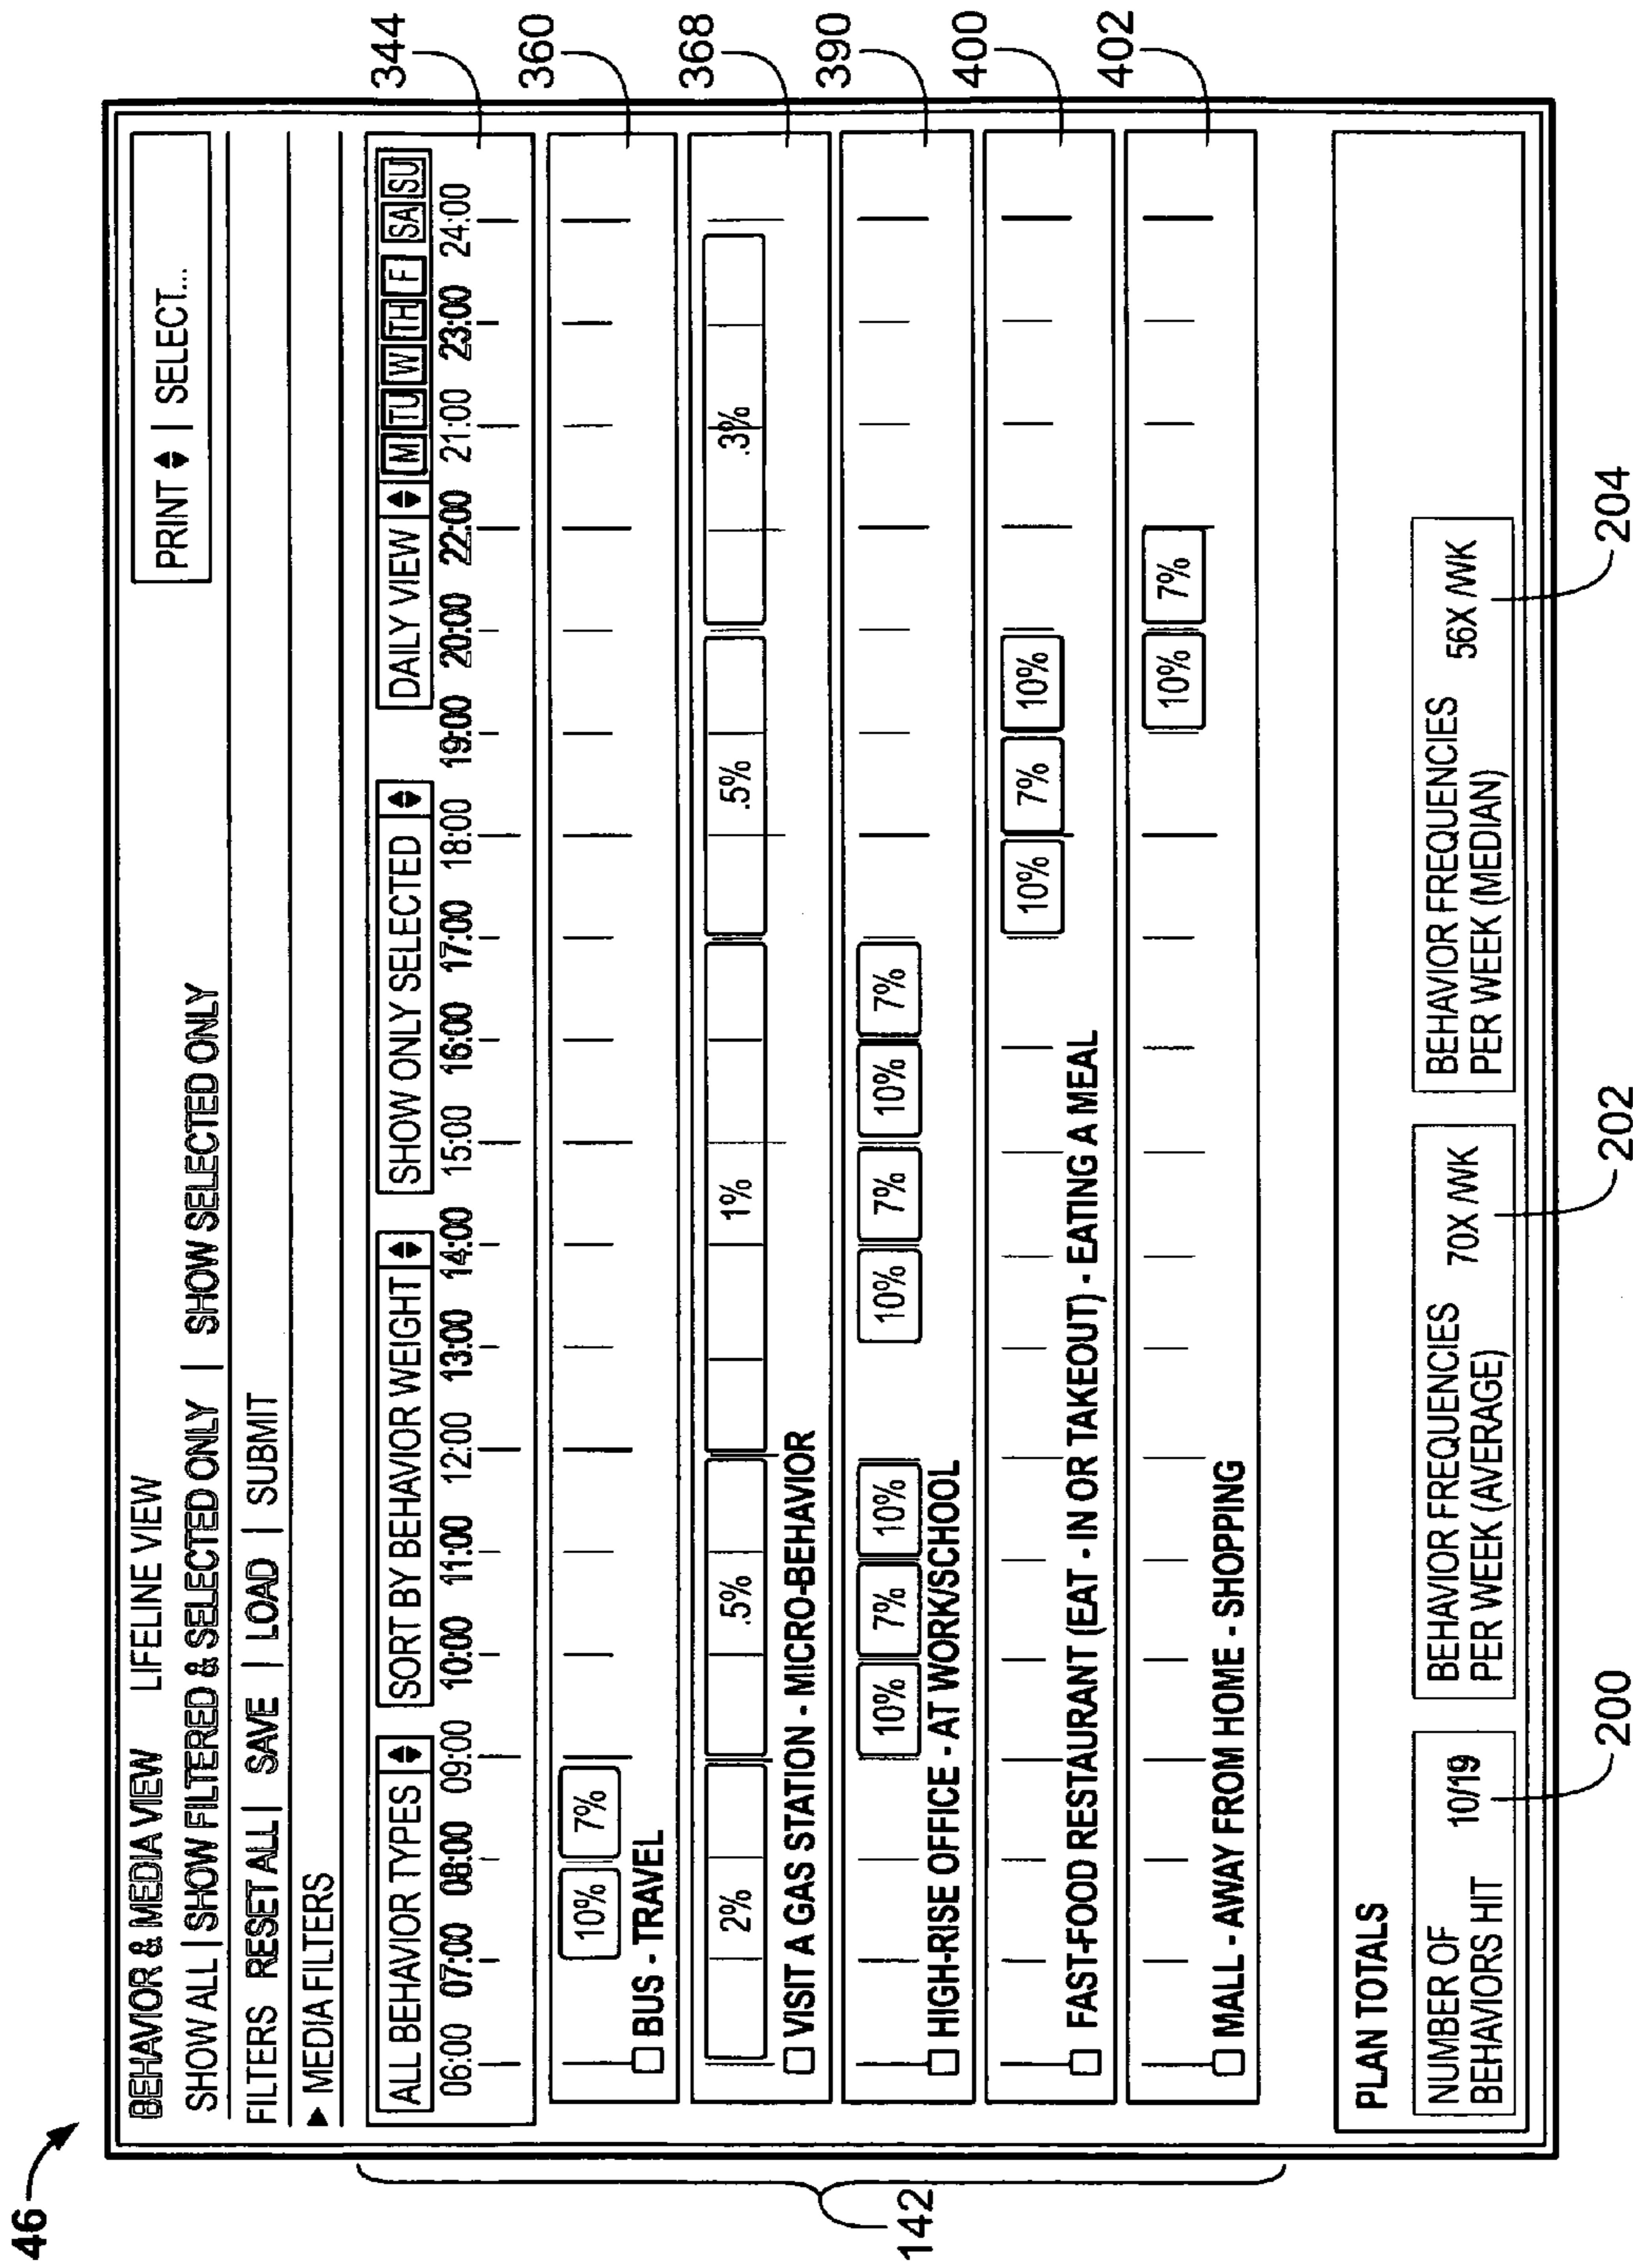 46
BEHAVIOR & MEDIA VIEW LIFELINE VIEW
PRINT | SELECT...
SHOW ALL | SHOW FILTERED & SELECTED ONLY | SHOW SELECTED ONLY
FILTERS RESET ALL | SAVE | LOAD | SUBMIT
▶ MEDIA FILTERS
ALL BEHAVIOR TYPES SORT BY BEHAVIOR WEIGHT SHOW ONLY SELECTED DAILY VIEW M TU W TH F SA SU
344
06:00 07:00 08:00 09:00 10:00 11:00 12:00 13:00 14:00 15:00 16:00 17:00 18:00 19:00 20:00 22:00 21:00 23:00 24:00
360
10% 7%
BUS - TRAVEL
368
2% .5% 1% .5% .3%
VISIT A GAS STATION - MICRO-BEHAVIOR
390
10% 7% 10% 10% 7% 10% 7%
HIGH-RISE OFFICE - AT WORK/SCHOOL
400
10% 7% 10%
FAST-FOOD RESTAURANT (EAT - IN OR TAKEOUT) - EATING A MEAL
402
10% 7%
MALL - AWAY FROM HOME - SHOPPING
142
PLAN TOTALS
NUMBER OF
BEHAVIORS HIT 10/19
BEHAVIOR FREQUENCIES
PER WEEK (AVERAGE) 70X /WK
BEHAVIOR FREQUENCIES
PER WEEK (MEDIAN) 56X /WK
200
202
204